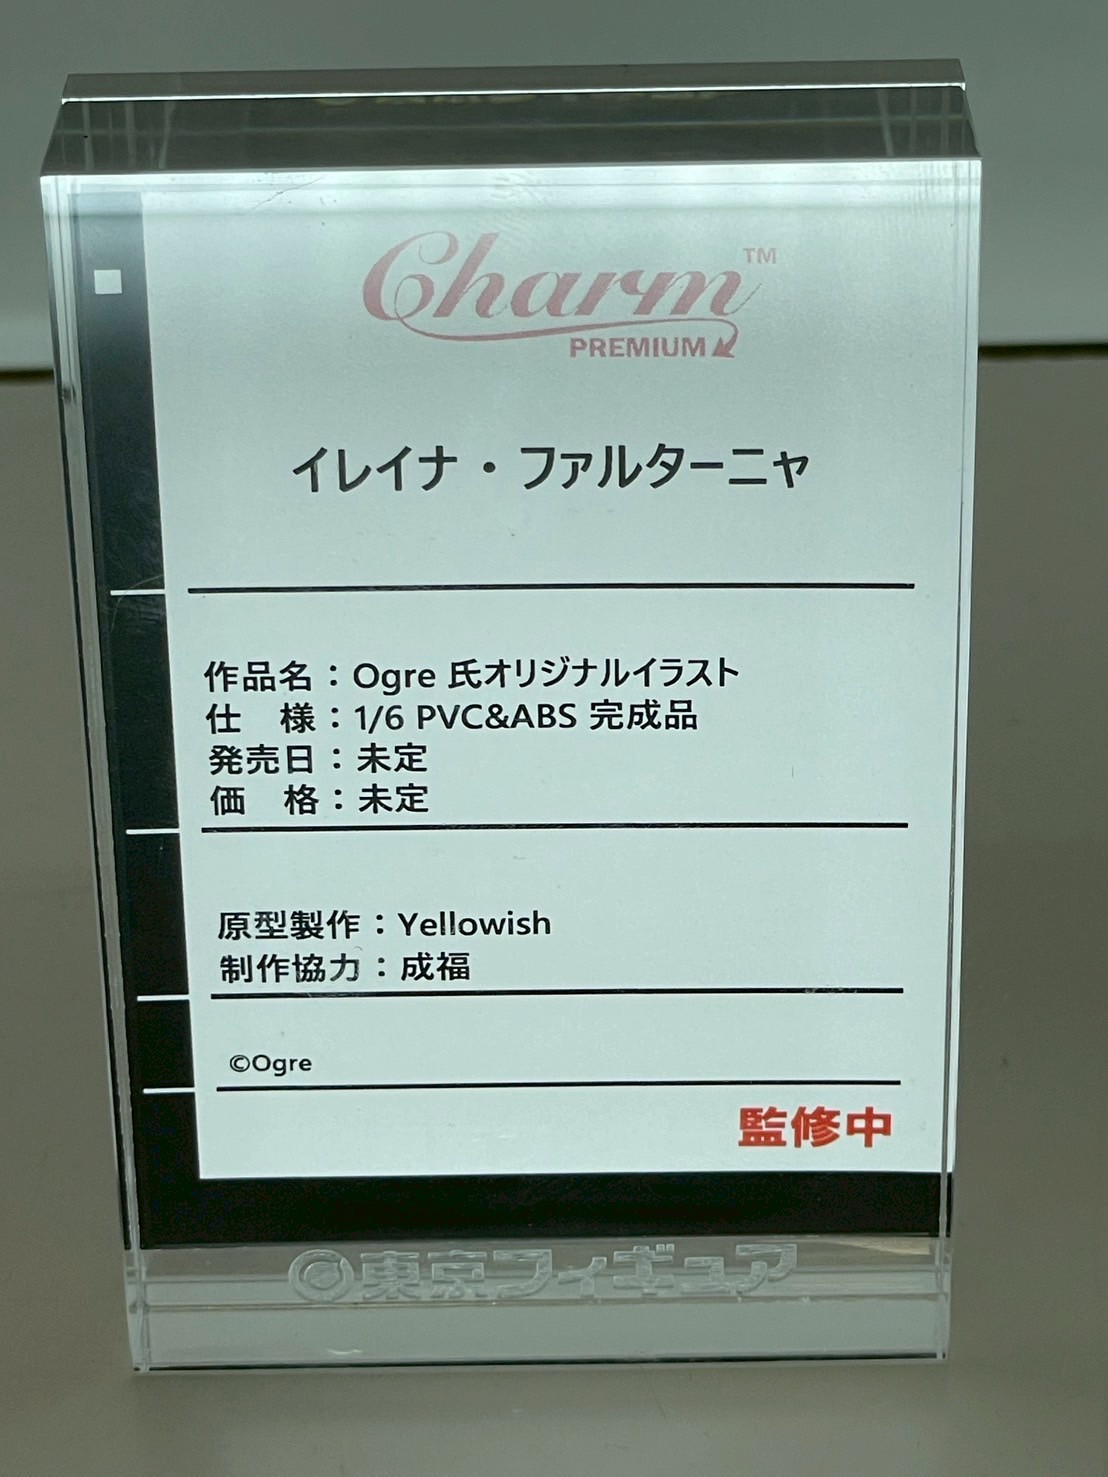 Charm™
PREMIUM
イレイナ・ファルターニャ
作品名：Ogre 氏オリジナルイラスト
仕　様：1/6 PVC&ABS 完成品
発売日：未定
価　格：未定
原型製作：Yellowish
制作協力：成福
©Ogre
監修中
東京フィギュア